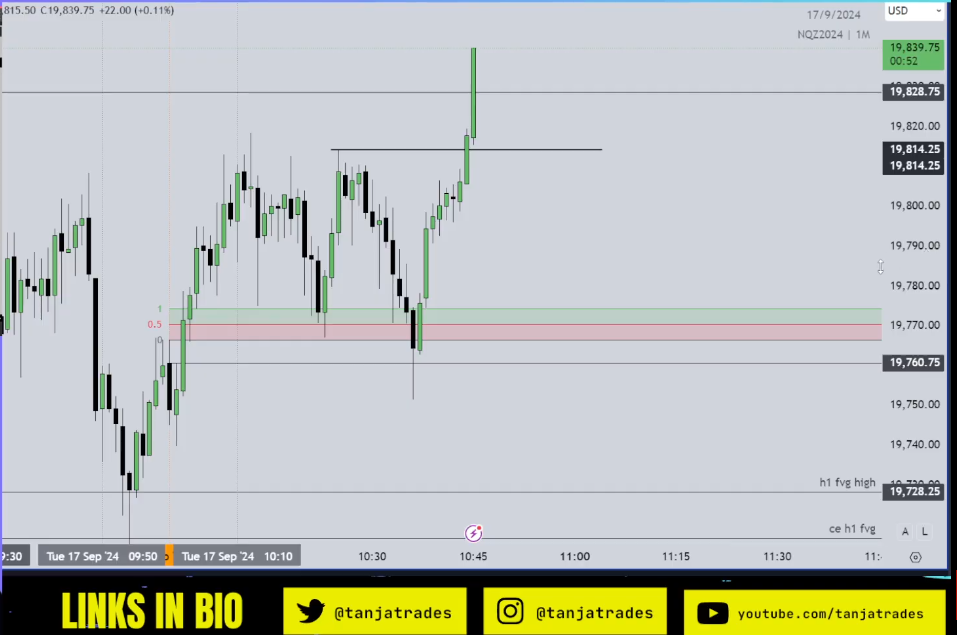 815.50 C19,839.75 +22.00 (+0.11%)
17/9/2024
USD
NQZ2024 | 1M
19,839.75
00:52
19,828.75
19,820.00
19,814.25
19,814.25
19,800.00
19,790.00
19,780.00
1
0.5
19,770.00
0
19,760.75
19,750.00
19,740.00
h1 fvg high
19,728.25
ce h1 fvg
A L
9:30
Tue 17 Sep '24 09:50
Tue 17 Sep '24 10:10
10:30
10:45
11:00
11:15
11:30
11:
LINKS IN BIO
@tanjatrades
@tanjatrades
youtube.com/tanjatrades